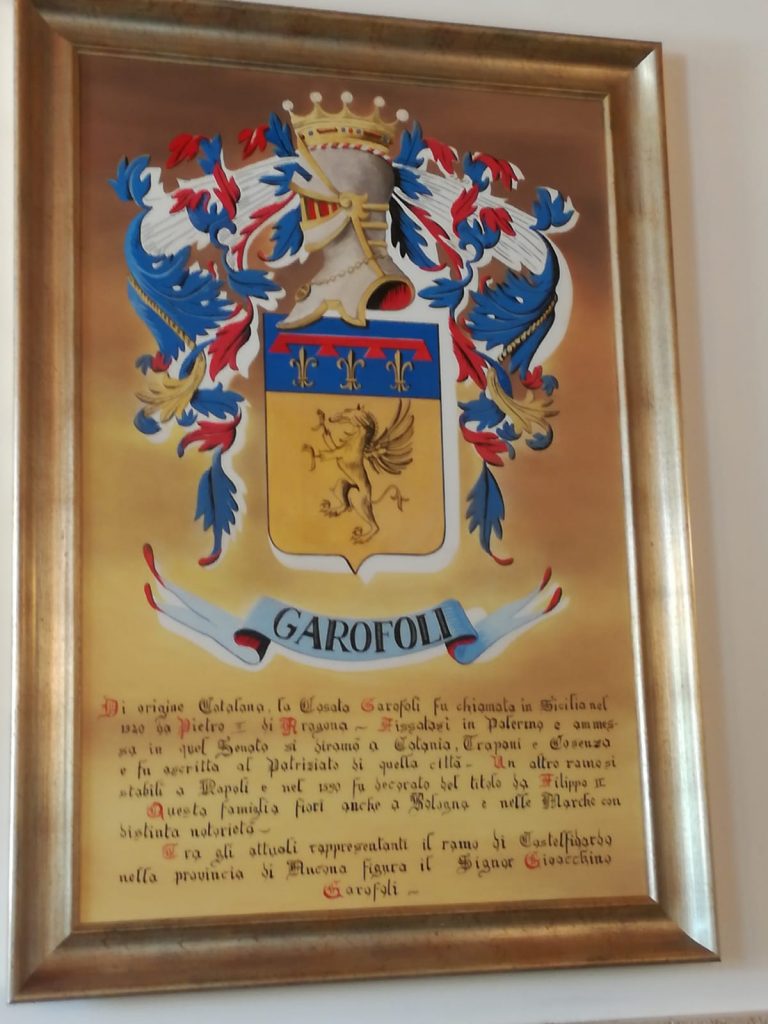 GAROFOLI
Di origine Catalana, la Casata Garofoli fu chiamata in Sicilia nel
1320 da Pietro II di Aragona – Fissatasi in Palermo e ammes-
sa in quel Senato si diramò a Catania, Trapani e Cosenza
e fu ascritta al Patriziato di quella città – Un altro ramo si
stabilì a Napoli e nel 1590 fu decorato del titolo da Filippo II
Questa famiglia fiorì anche a Bologna e nelle Marche con
distinta notorietà –
Tra gli attuali rappresentanti il ramo di Castelfidardo
nella provincia di Ancona figura il Signor Gioacchino
Garofoli –